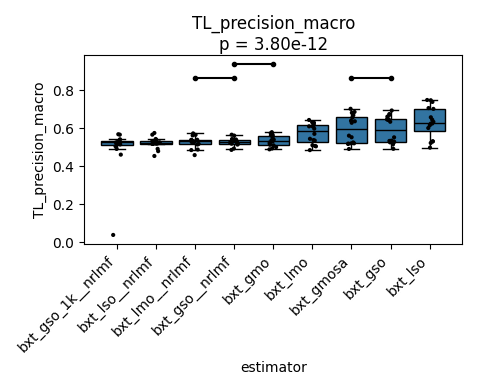 TL_precision_macro
p = 3.80e-12
TL_precision_macro
0.8
0.6
0.4
0.2
0.0
bxt_gso_1k__nrlmf
bxt_lso__nrlmf
bxt_lmo__nrlmf
bxt_gso__nrlmf
bxt_gmo
bxt_lmo
bxt_gmosa
bxt_gso
bxt_lso
estimator